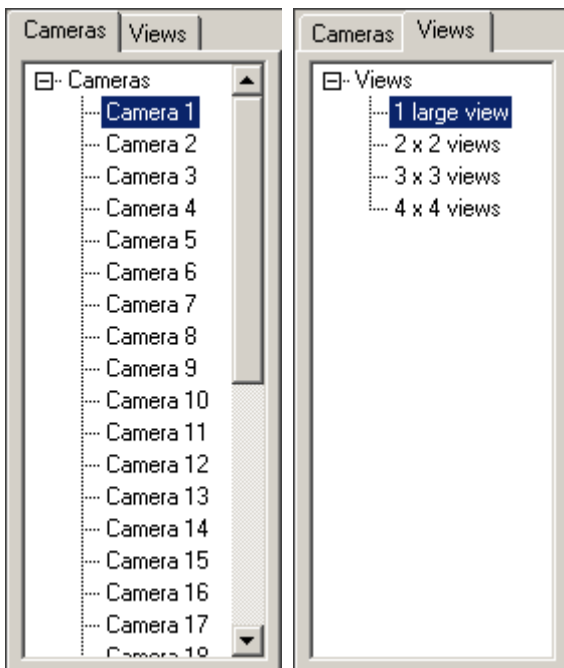 Cameras Views
Cameras
Camera 1
Camera 2
Camera 3
Camera 4
Camera 5
Camera 6
Camera 7
Camera 8
Camera 9
Camera 10
Camera 11
Camera 12
Camera 13
Camera 14
Camera 15
Camera 16
Camera 17
Camera 18
Cameras Views
Views
1 large view
2 x 2 views
3 x 3 views
4 x 4 views